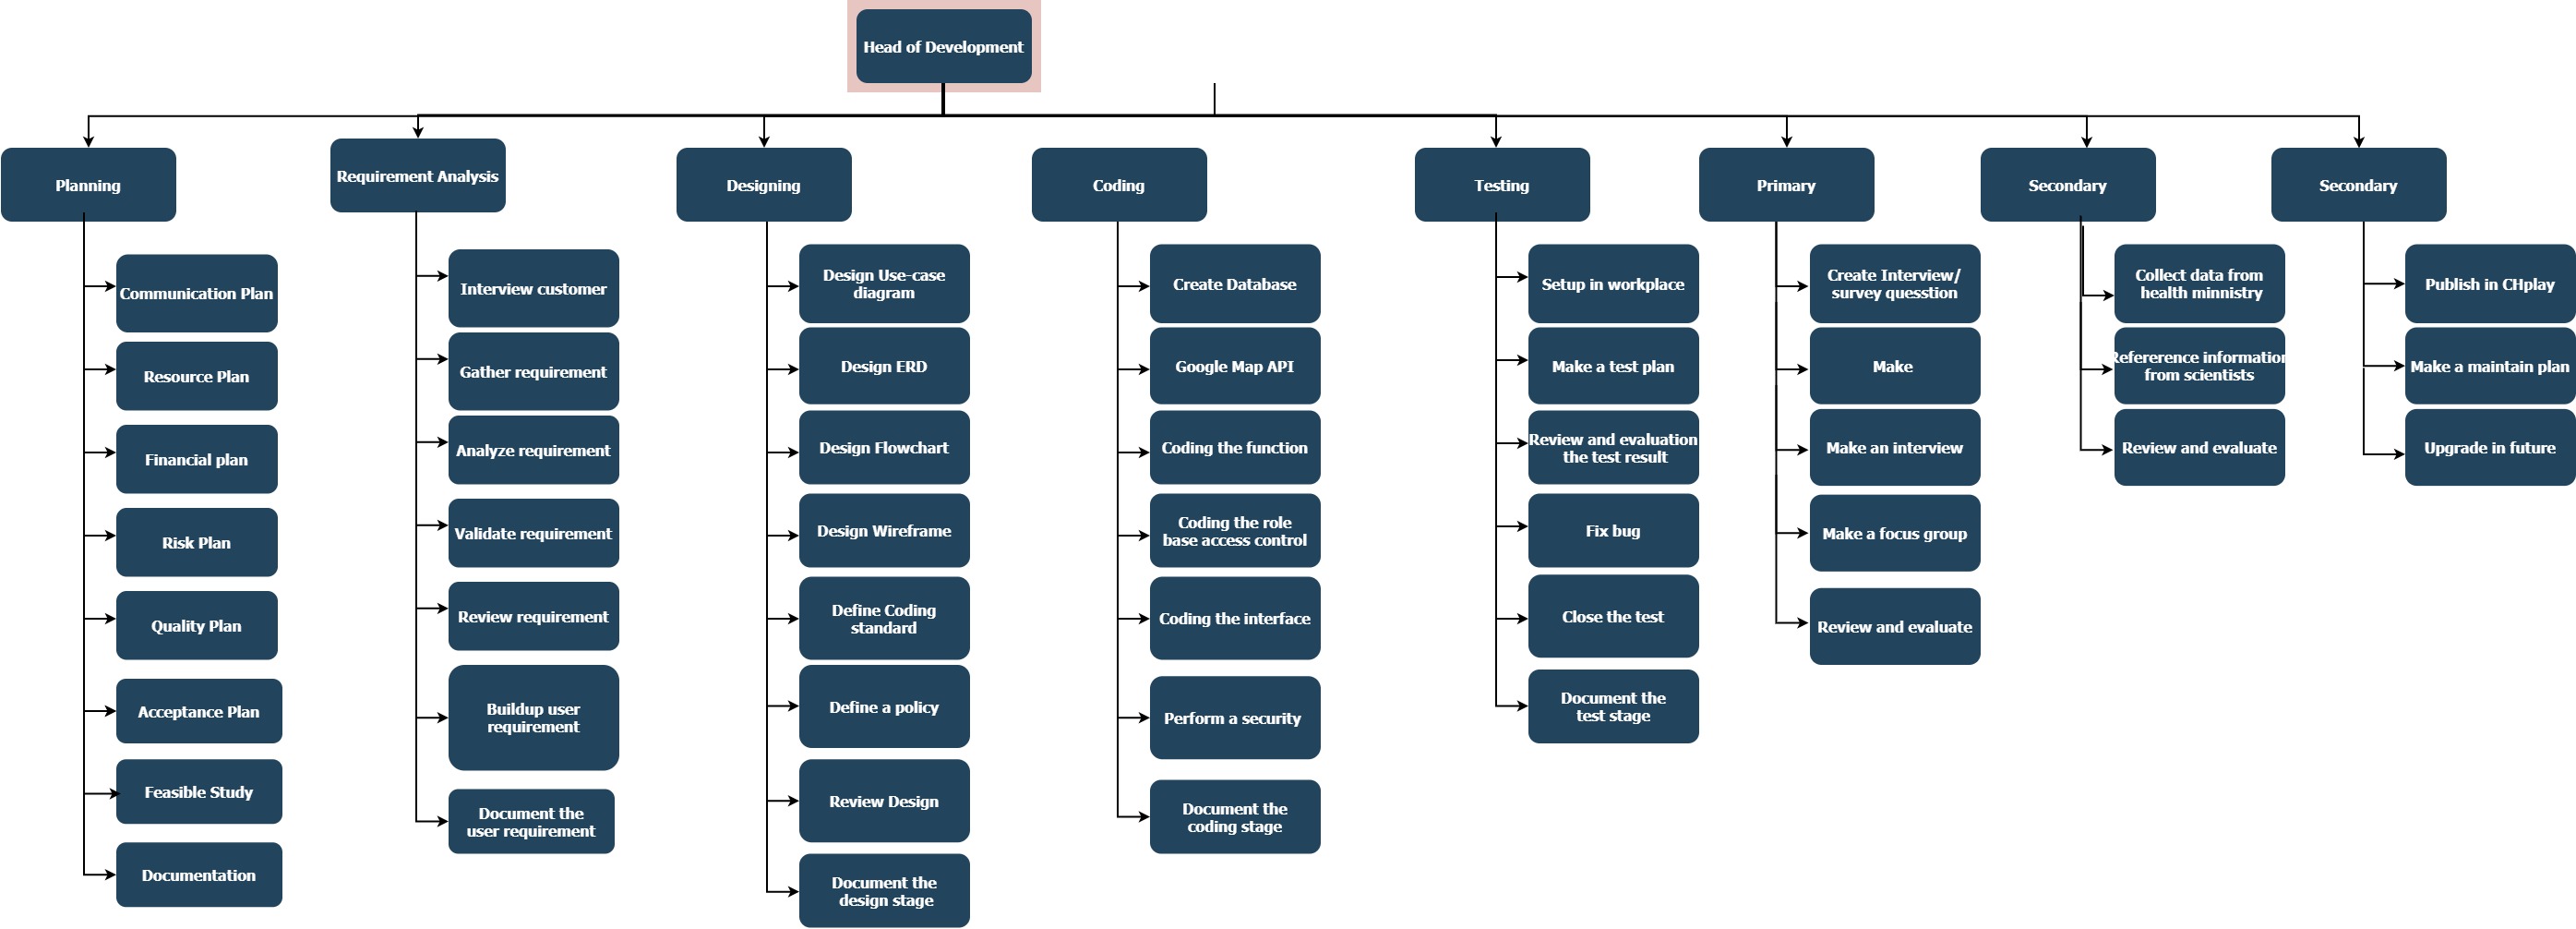 Head of Development
Planning
Communication Plan
Resource Plan
Financial plan
Risk Plan
Quality Plan
Acceptance Plan
Feasible Study
Documentation
Requirement Analysis
Interview customer
Gather requirement
Analyze requirement
Validate requirement
Review requirement
Buildup user
requirement
Document the
user requirement
Designing
Design Use-case
diagram
Design ERD
Design Flowchart
Design Wireframe
Define Coding
standard
Define a policy
Review Design
Document the
design stage
Coding
Create Database
Google Map API
Coding the function
Coding the role
base access control
Coding the interface
Perform a security
Document the
coding stage
Testing
Setup in workplace
Make a test plan
Review and evaluation
the test result
Fix bug
Close the test
Document the
test stage
Primary
Create Interview/
survey quesstion
Make
Make an interview
Make a focus group
Review and evaluate
Secondary
Collect data from
health minnistry
Refererence information
from scientists
Review and evaluate
Secondary
Publish in CHplay
Make a maintain plan
Upgrade in future